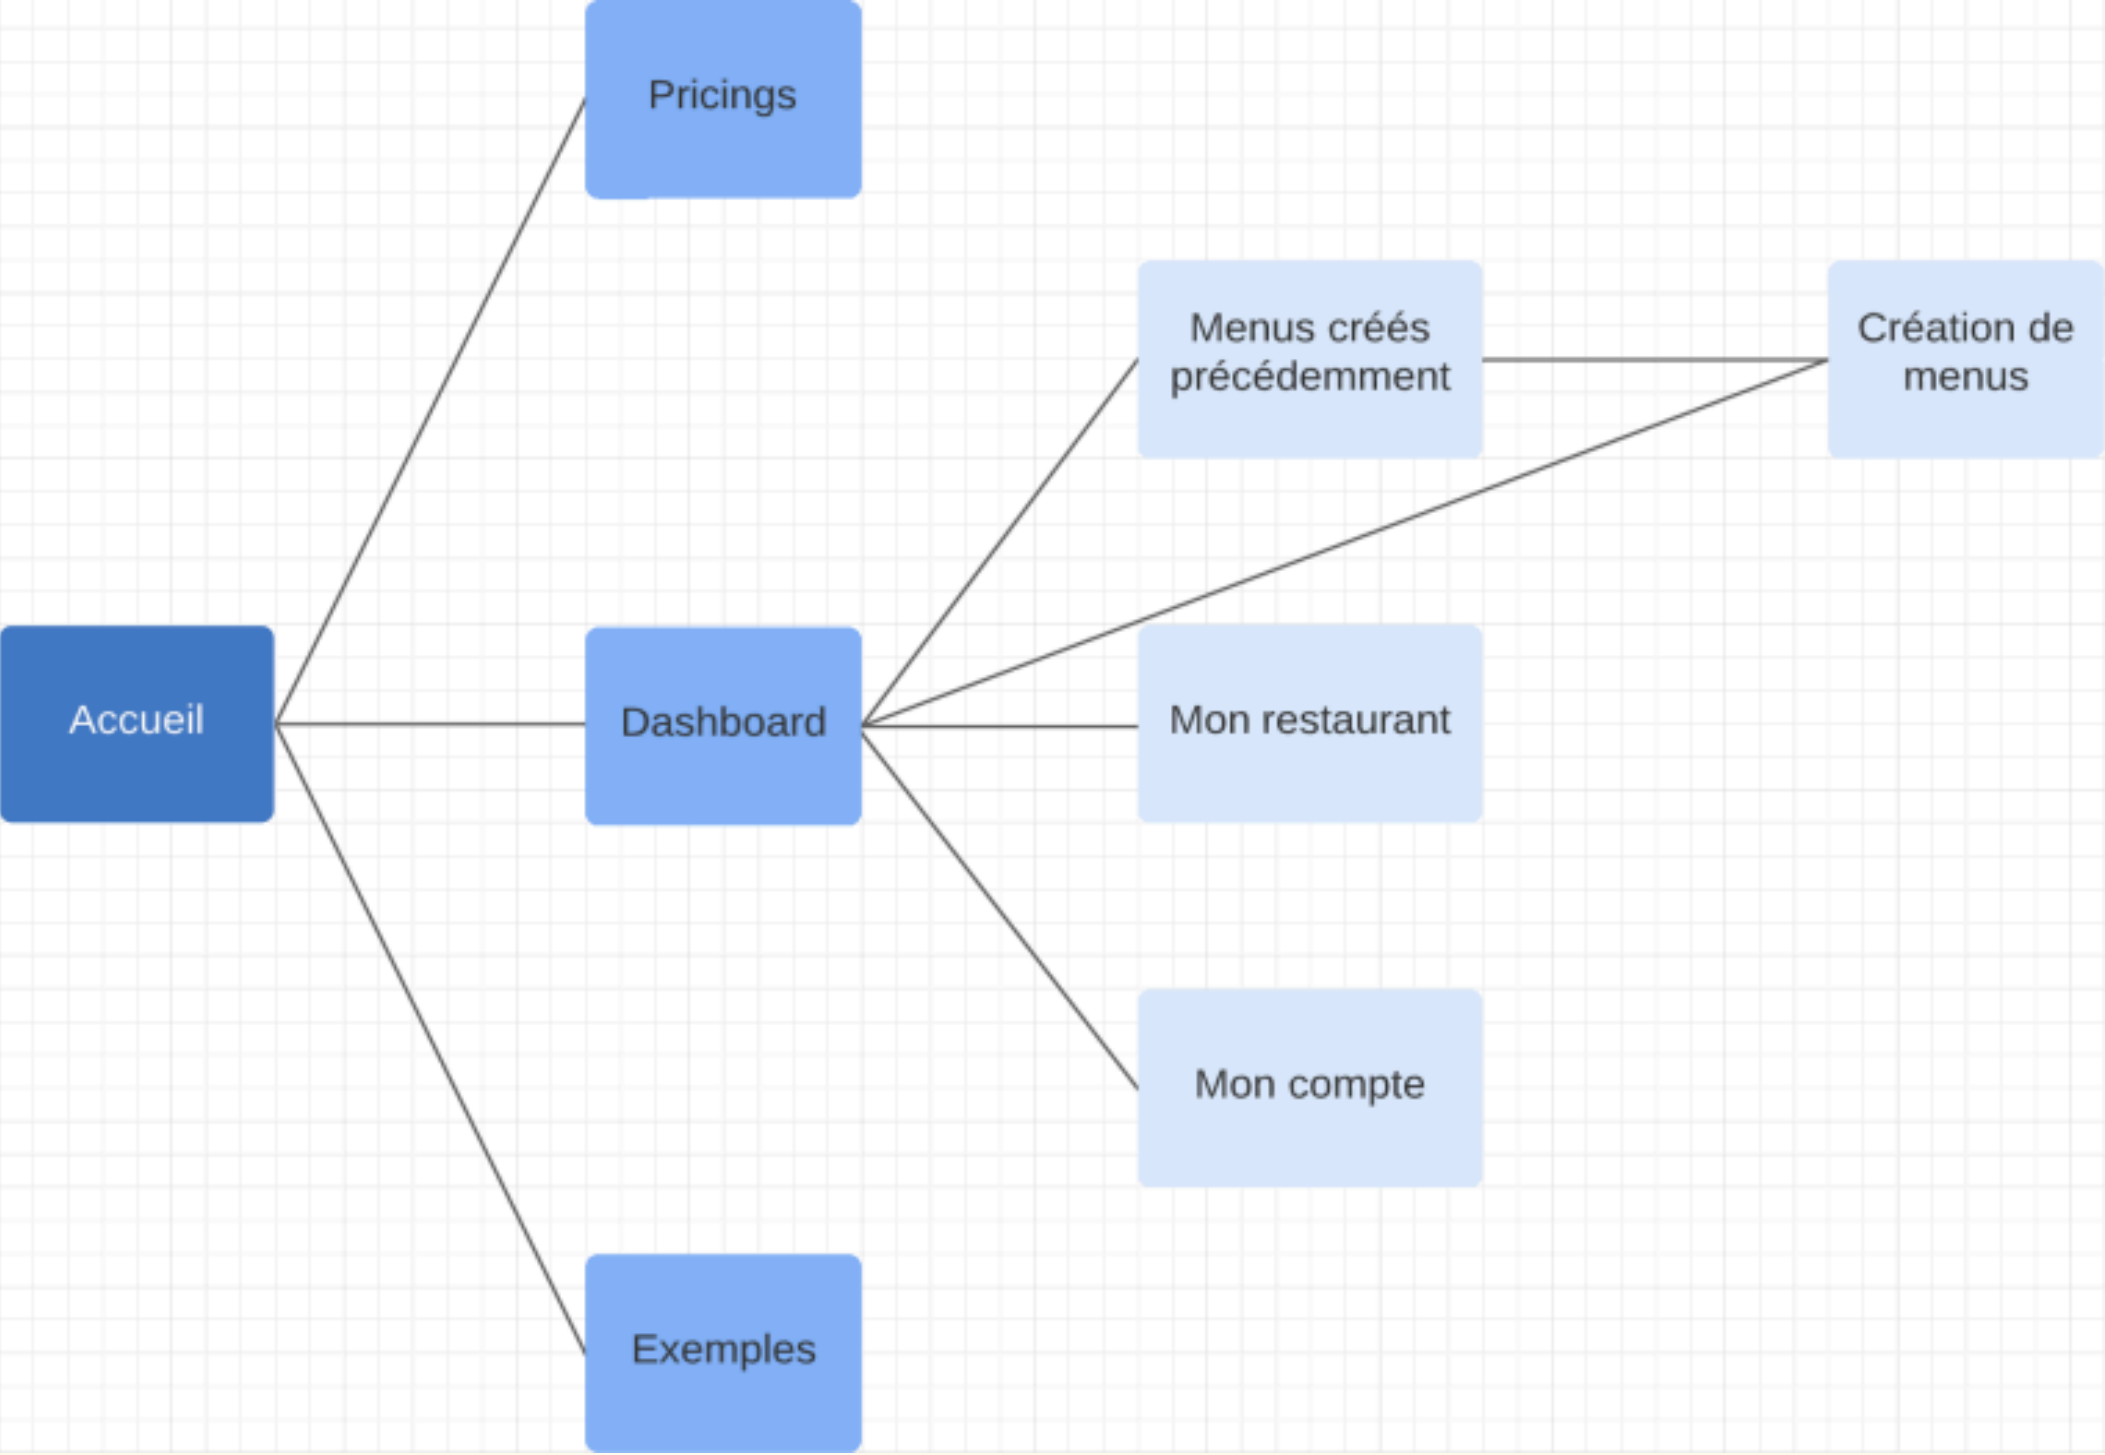 Pricings
Menus créés
précédemment
Création de
menus
Accueil
Dashboard
Mon restaurant
Mon compte
Exemples